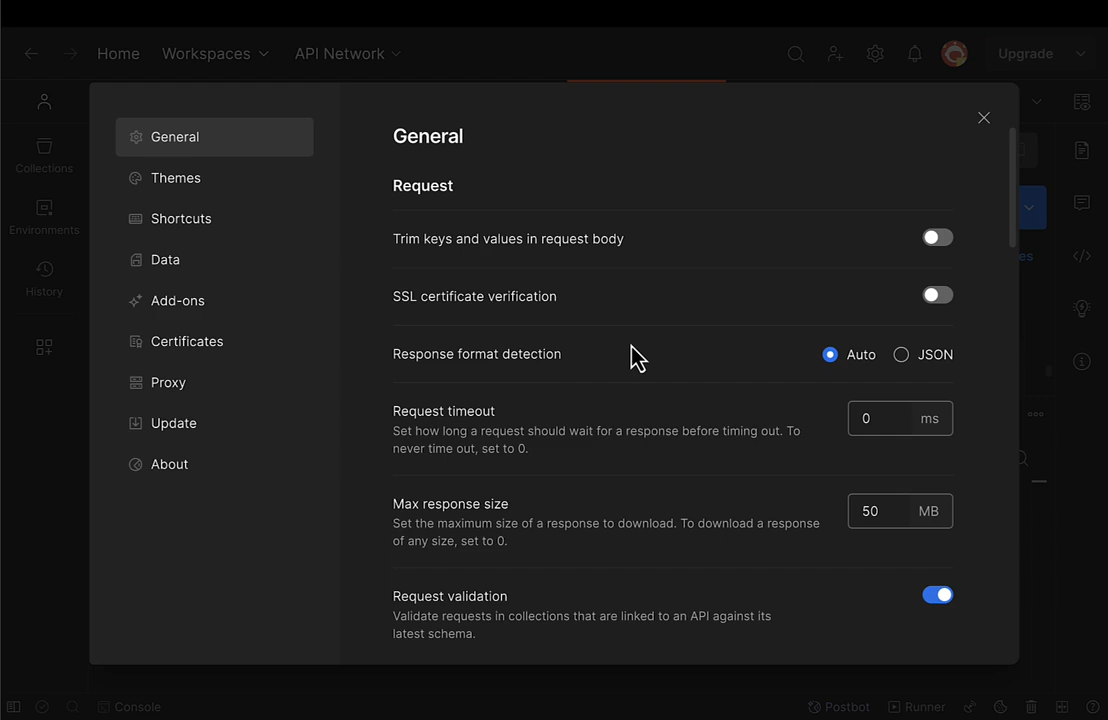 Home
Workspaces
API Network
Upgrade
Collections
Environments
History
General
Themes
Shortcuts
Data
Add-ons
Certificates
Proxy
Update
About
General
Request
Trim keys and values in request body
SSL certificate verification
Response format detection
Auto
JSON
Request timeout
Set how long a request should wait for a response before timing out. To
never time out, set to 0.
0 ms
Max response size
Set the maximum size of a response to download. To download a response
of any size, set to 0.
50 MB
Request validation
Validate requests in collections that are linked to an API against its
latest schema.
Console
Postbot
Runner